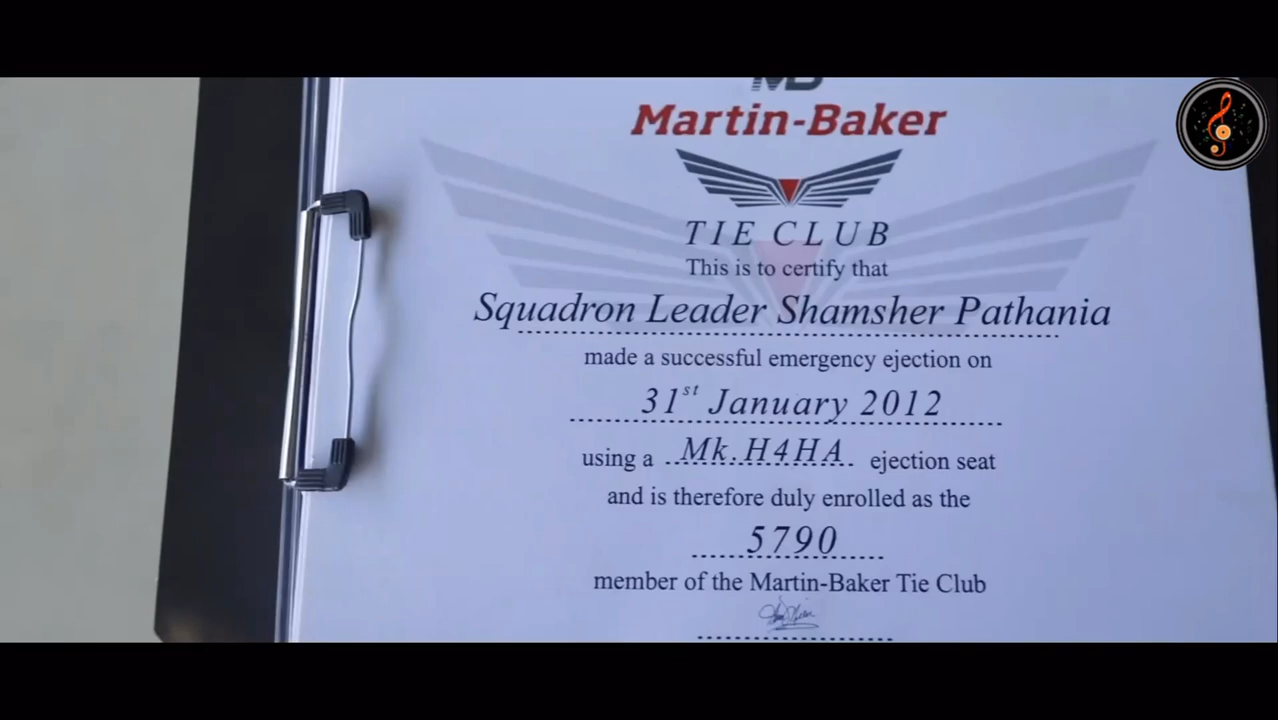 Martin-Baker
TIE CLUB
This is to certify that
Squadron Leader Shamsher Pathania
made a successful emergency ejection on
31st January 2012
using a Mk.H4HA ejection seat
and is therefore duly enrolled as the
5790
member of the Martin-Baker Tie Club